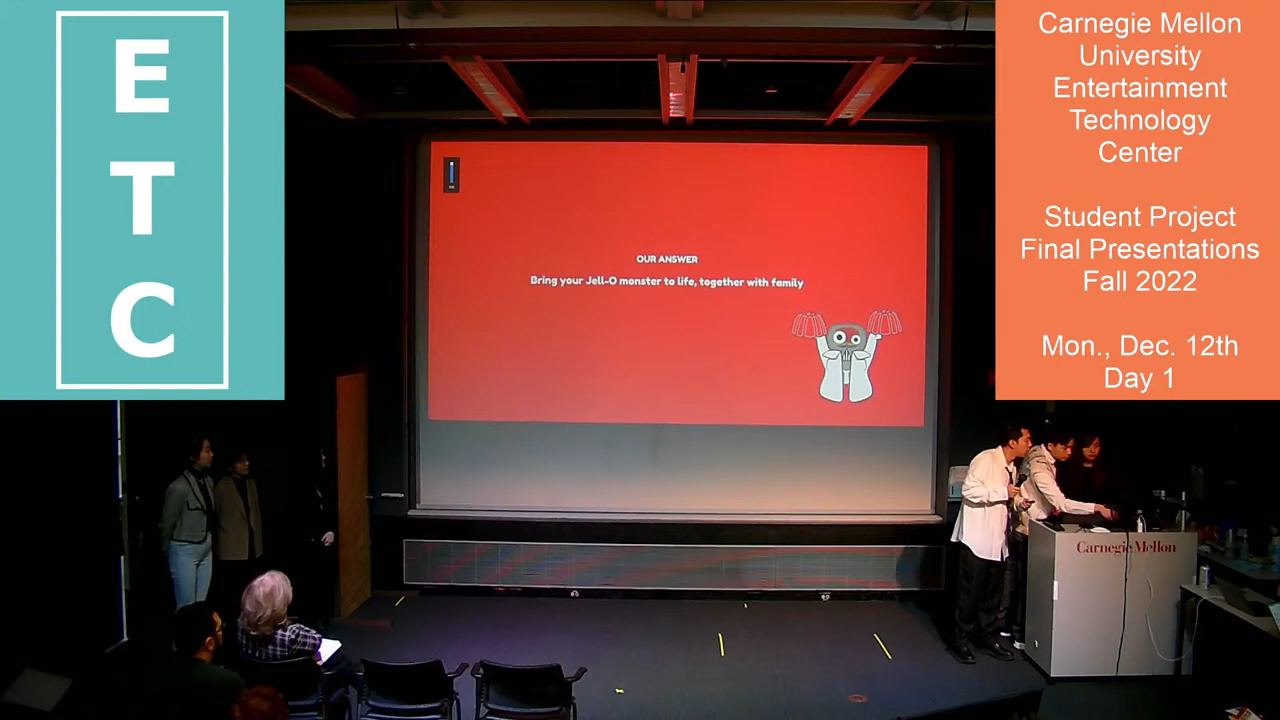 E
T
C
Carnegie Mellon
University
Entertainment
Technology
Center
Student Project
Final Presentations
Fall 2022
Mon., Dec. 12th
Day 1
OUR ANSWER
Bring your Jell-O monster to life, together with family
Carnegie Mellon